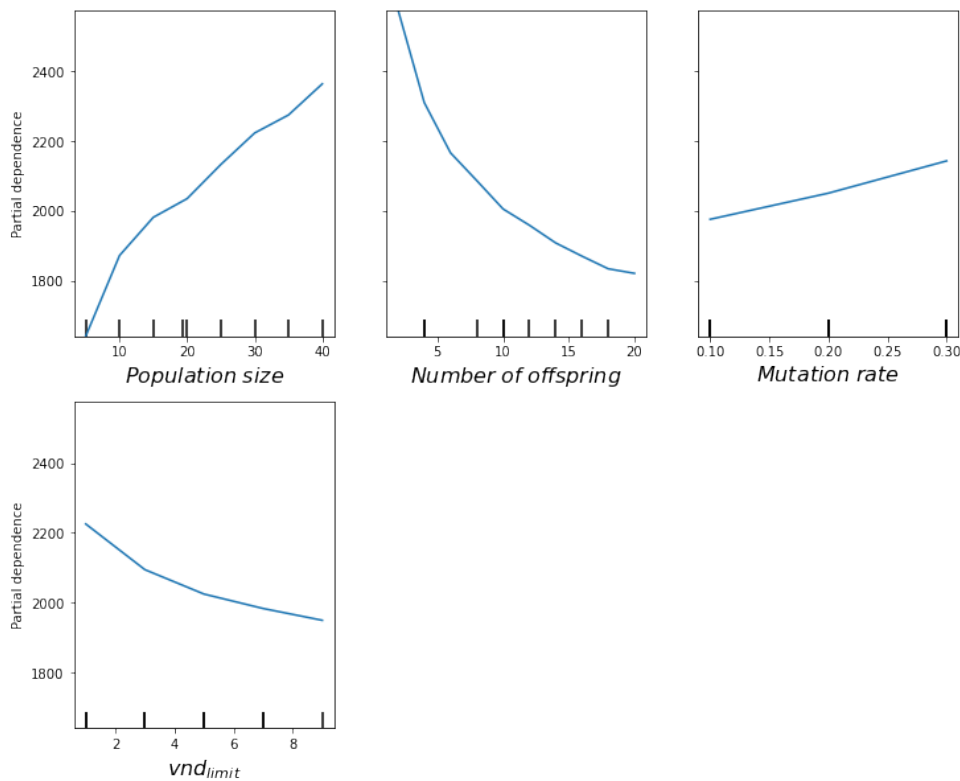 Partial dependence
2400
2200
2000
1800
10 20 30 40
Population size
5 10 15 20
Number of offspring
0.10 0.15 0.20 0.25 0.30
Mutation rate
Partial dependence
2400
2200
2000
1800
2 4 6 8
vnd_limit